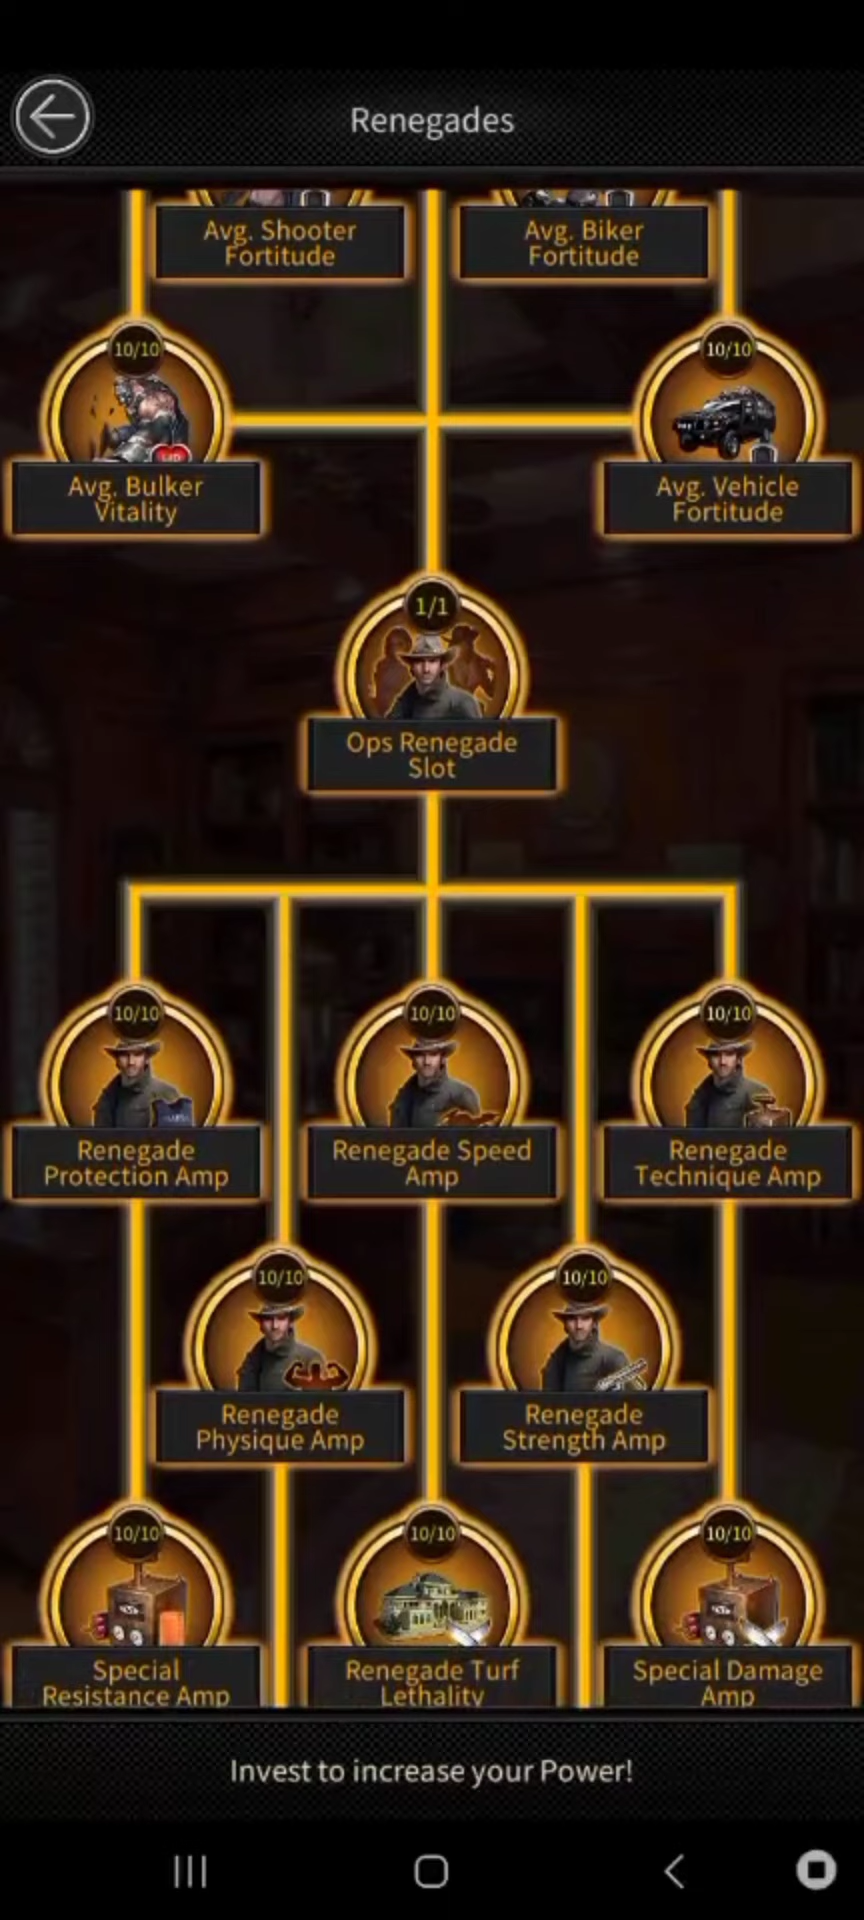 Renegades
Avg. Shooter
Fortitude
Avg. Biker
Fortitude
10/10
10/10
Avg. Bulker
Vitality
Avg. Vehicle
Fortitude
1/1
Ops Renegade
Slot
10/10
10/10
10/10
Renegade
Protection Amp
Renegade Speed
Amp
Renegade
Technique Amp
10/10
10/10
Renegade
Physique Amp
Renegade
Strength Amp
10/10
10/10
10/10
Special
Resistance Amp
Renegade Turf
Lethality
Special Damage
Amp
Invest to increase your Power!